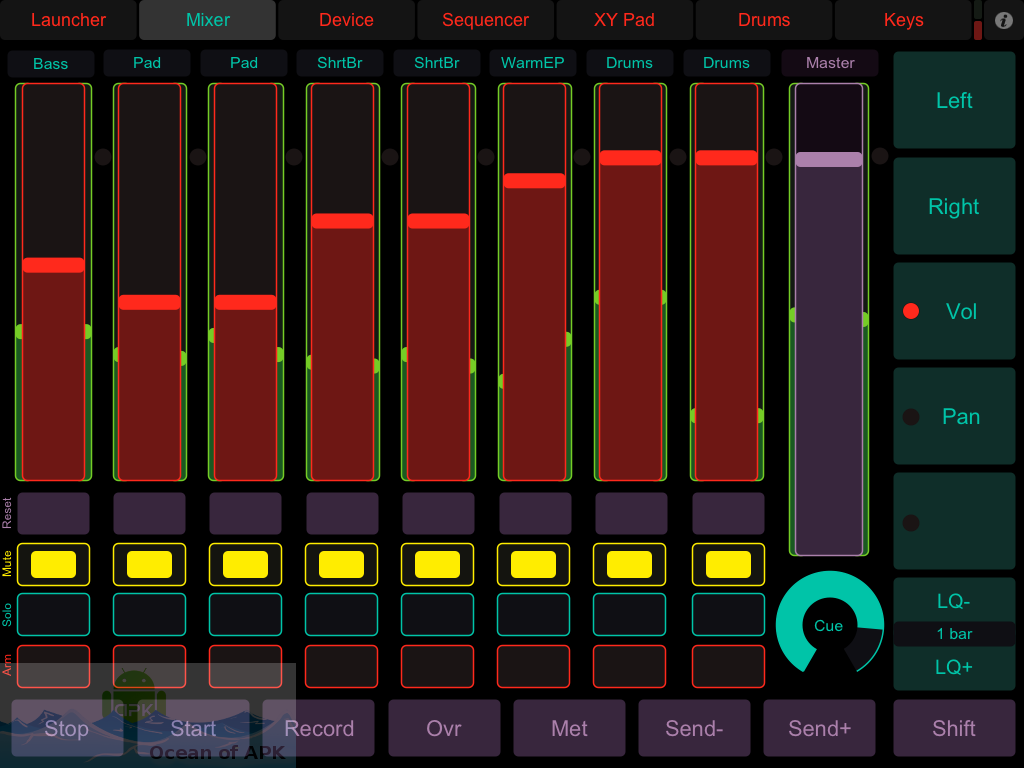 Launcher Mixer Device Sequencer XY Pad Drums Keys i
Bass Pad Pad ShrtBr ShrtBr WarmEP Drums Drums Master
Left
Right
Vol
Pan
Reset
Mute
Solo
Arm
Cue
LQ-
1 bar
LQ+
Stop Start Record Ovr Met Send- Send+ Shift
APK
Ocean of APK